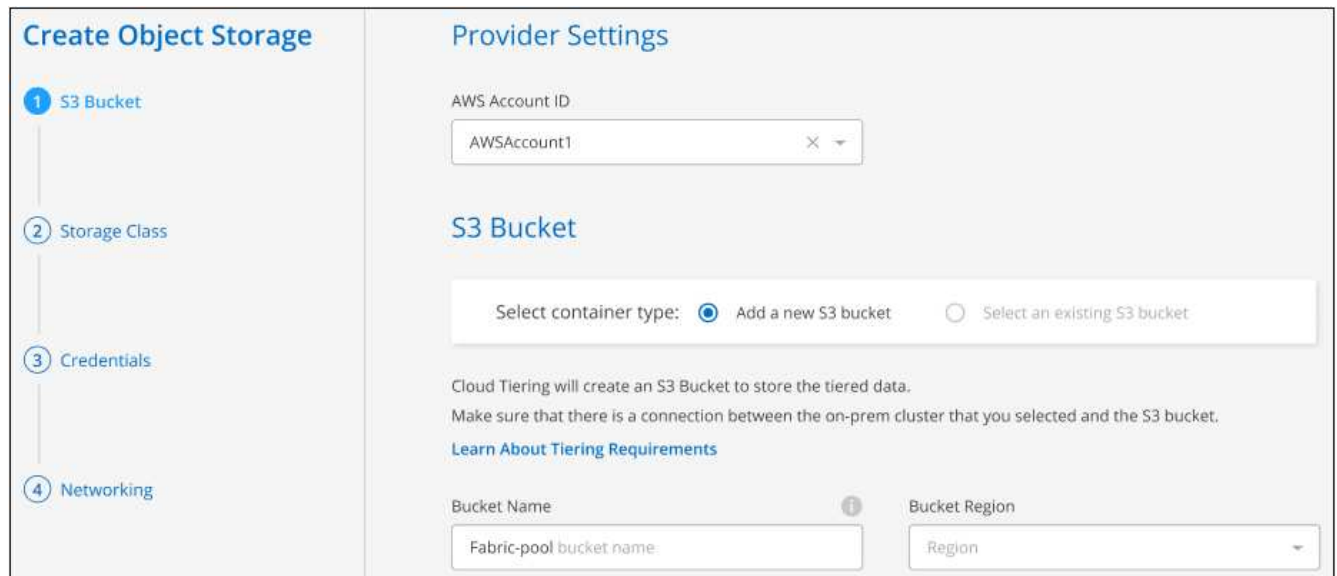 Create Object Storage
1 S3 Bucket
2 Storage Class
3 Credentials
4 Networking
Provider Settings
AWS Account ID
AWSAccount1
S3 Bucket
Select container type: Add a new S3 bucket Select an existing S3 bucket
Cloud Tiering will create an S3 Bucket to store the tiered data.
Make sure that there is a connection between the on-prem cluster that you selected and the S3 bucket.
Learn About Tiering Requirements
Bucket Name i Bucket Region
Fabric-pool bucket name Region